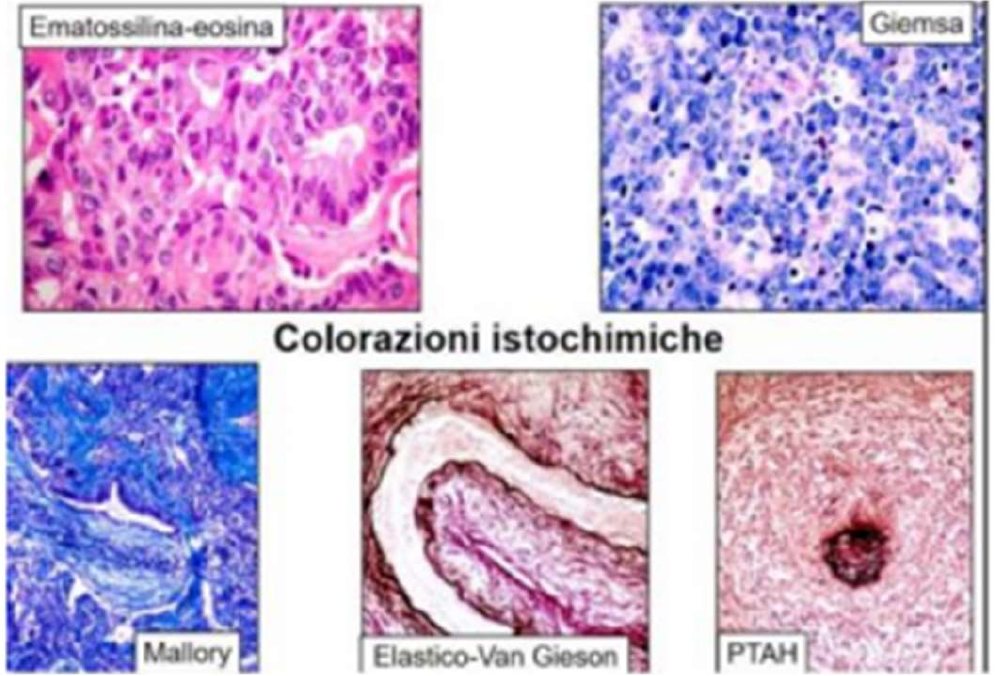 Ematossilina-eosina
Giemsa
Colorazioni istochimiche
Mallory
Elastico-Van Gieson
PTAH